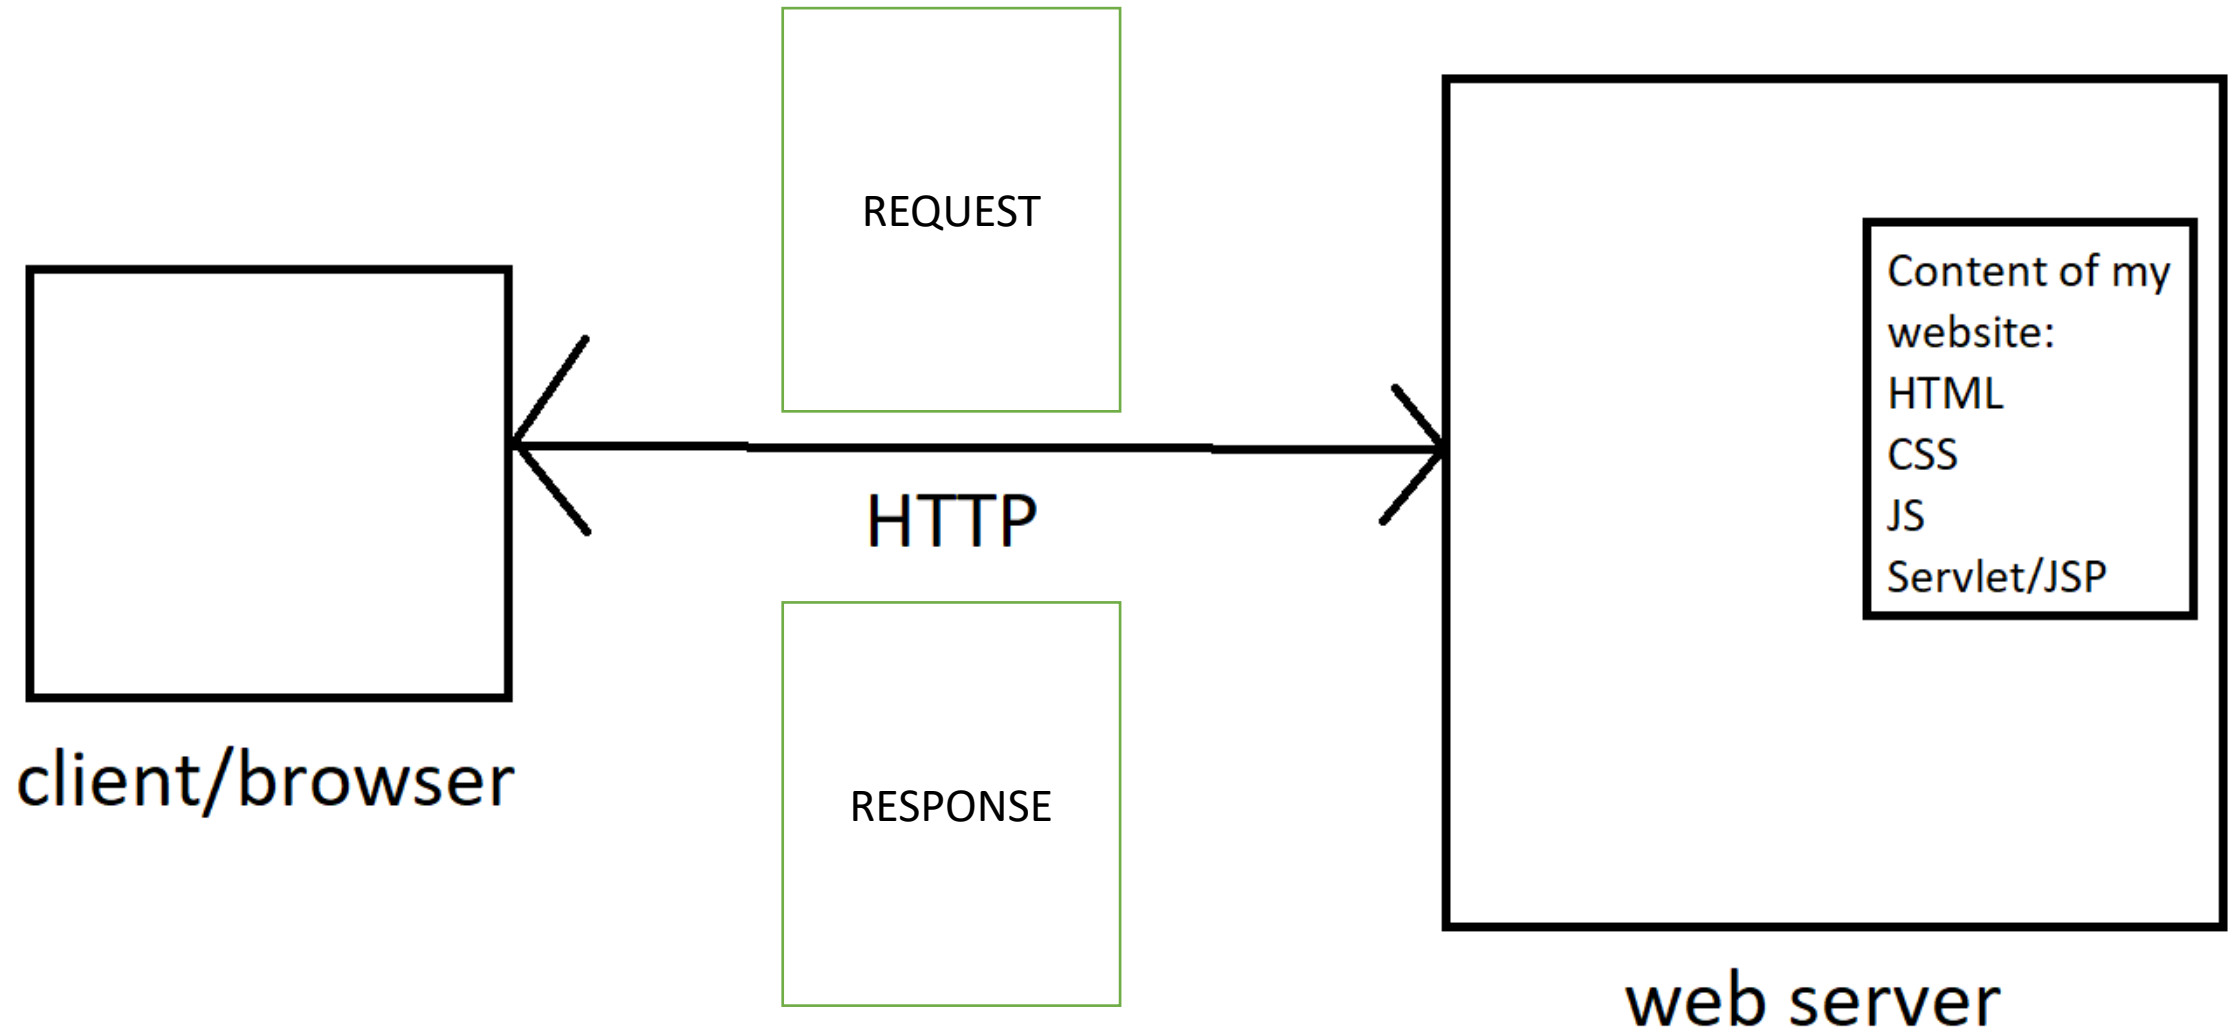 REQUEST
Content of my
website:
HTML
CSS
JS
Servlet/JSP
HTTP
client/browser
RESPONSE
web server